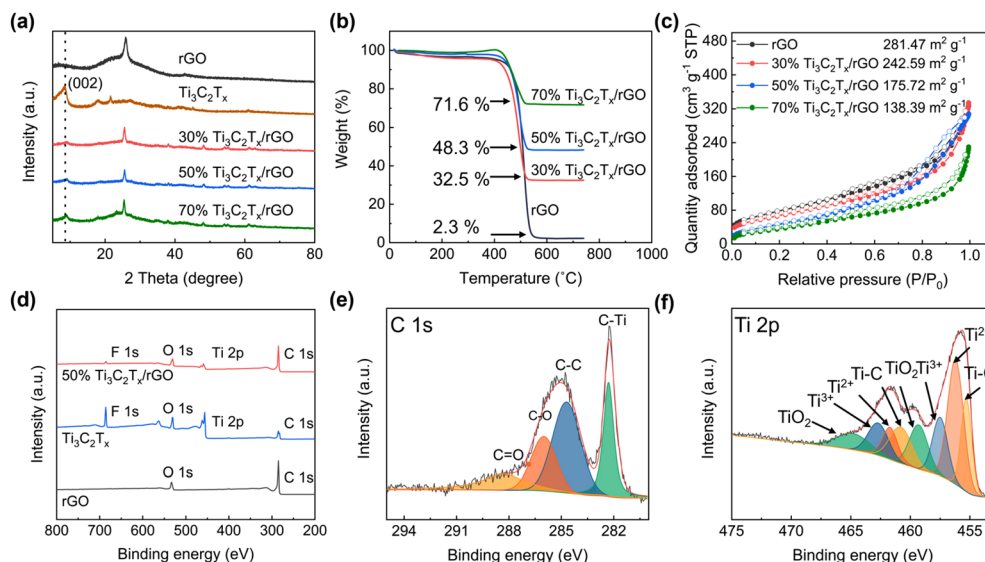 (a)
rGO
(002)
Ti₃C₂Tₓ
30% Ti₃C₂Tₓ/rGO
50% Ti₃C₂Tₓ/rGO
70% Ti₃C₂Tₓ/rGO
Intensity (a.u.)
20 40 60 80
2 Theta (degree)
(b)
100
80
60
40
20
0
Weight (%)
70% Ti₃C₂Tₓ/rGO
71.6 %
50% Ti₃C₂Tₓ/rGO
48.3 %
32.5 %
30% Ti₃C₂Tₓ/rGO
rGO
2.3 %
0 200 400 600 800 1000
Temperature (˚C)
(c)
480
400
320
240
160
80
0
Quantity adsorbed (cm³ g⁻¹ STP)
rGO 281.47 m² g⁻¹
30% Ti₃C₂Tₓ/rGO 242.59 m² g⁻¹
50% Ti₃C₂Tₓ/rGO 175.72 m² g⁻¹
70% Ti₃C₂Tₓ/rGO 138.39 m² g⁻¹
0.0 0.2 0.4 0.6 0.8 1.0
Relative pressure (P/P₀)
(d)
Intensity (a.u.)
F 1s O 1s Ti 2p C 1s
50% Ti₃C₂Tₓ/rGO
F 1s O 1s Ti 2p C 1s
Ti₃C₂Tₓ
O 1s C 1s
rGO
800 700 600 500 400 300 200
Binding energy (eV)
(e)
C 1s
C-Ti
C-C
C-O
C=O
Intensity (a.u.)
294 291 288 285 282
Binding energy (eV)
(f)
Ti 2p
Ti²
Ti-C
TiO₂
Ti³⁺
Ti²⁺
Ti-C
TiO₂
Ti³⁺
Intensity (a.u.)
475 470 465 460 455
Binding energy (eV)